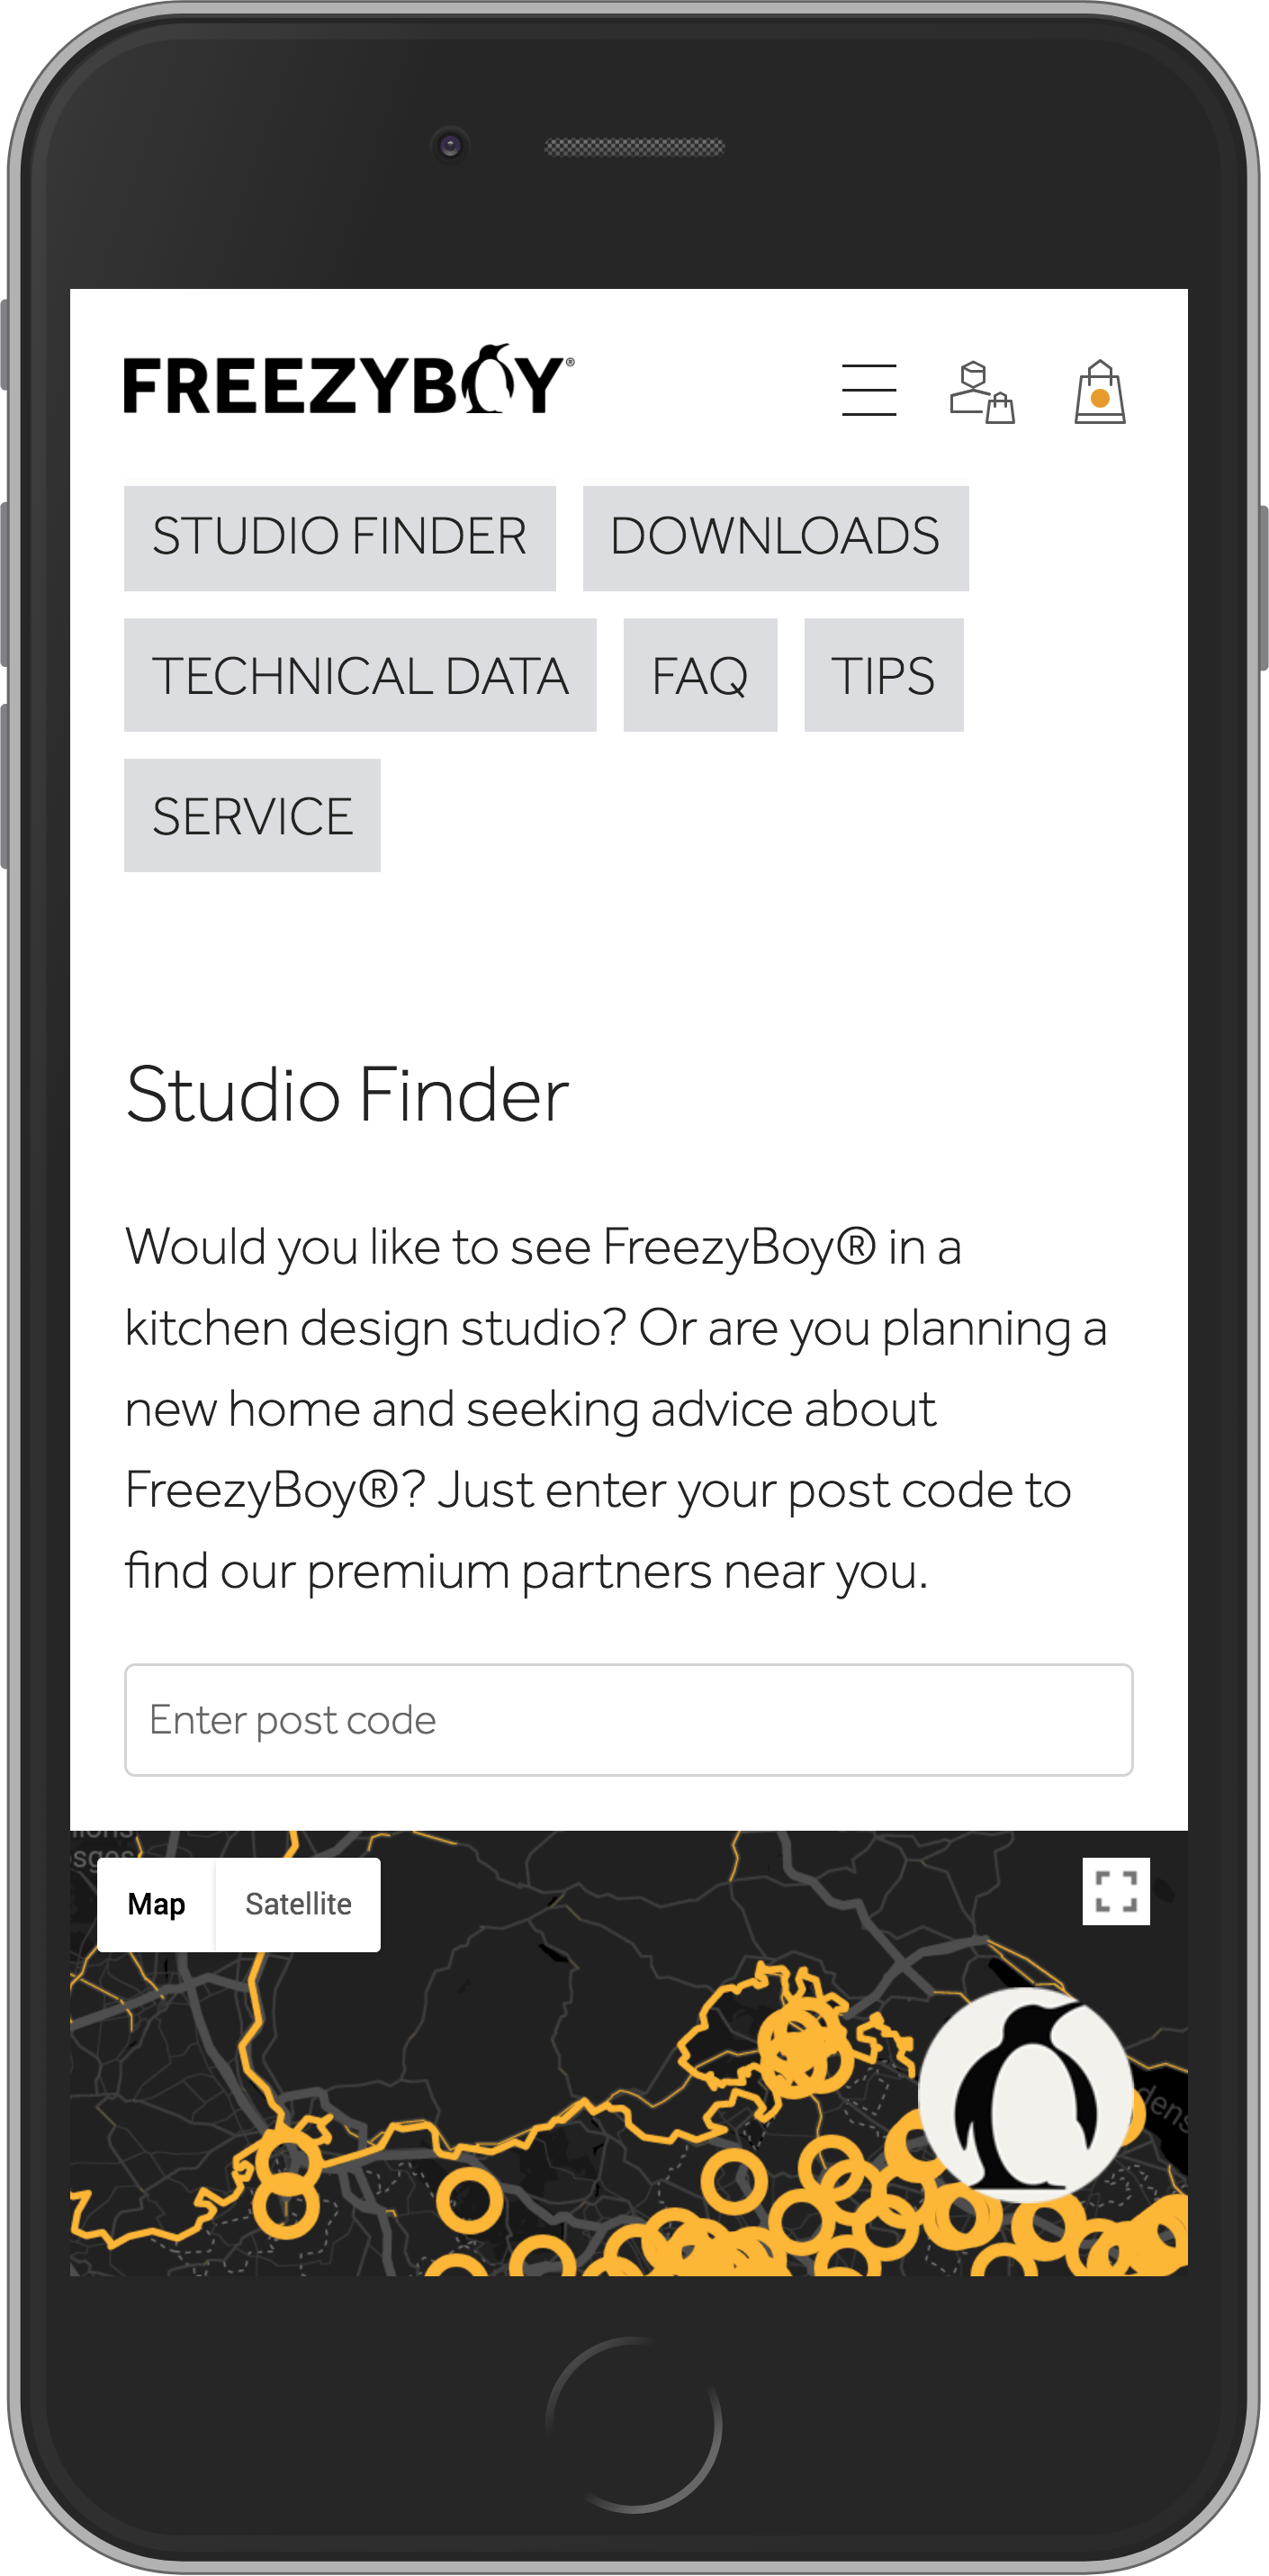 FREEZYBOY®
STUDIO FINDER DOWNLOADS
TECHNICAL DATA FAQ TIPS
SERVICE
Studio Finder
Would you like to see FreezyBoy® in a
kitchen design studio? Or are you planning a
new home and seeking advice about
FreezyBoy®? Just enter your post code to
find our premium partners near you.
Enter post code
Map Satellite